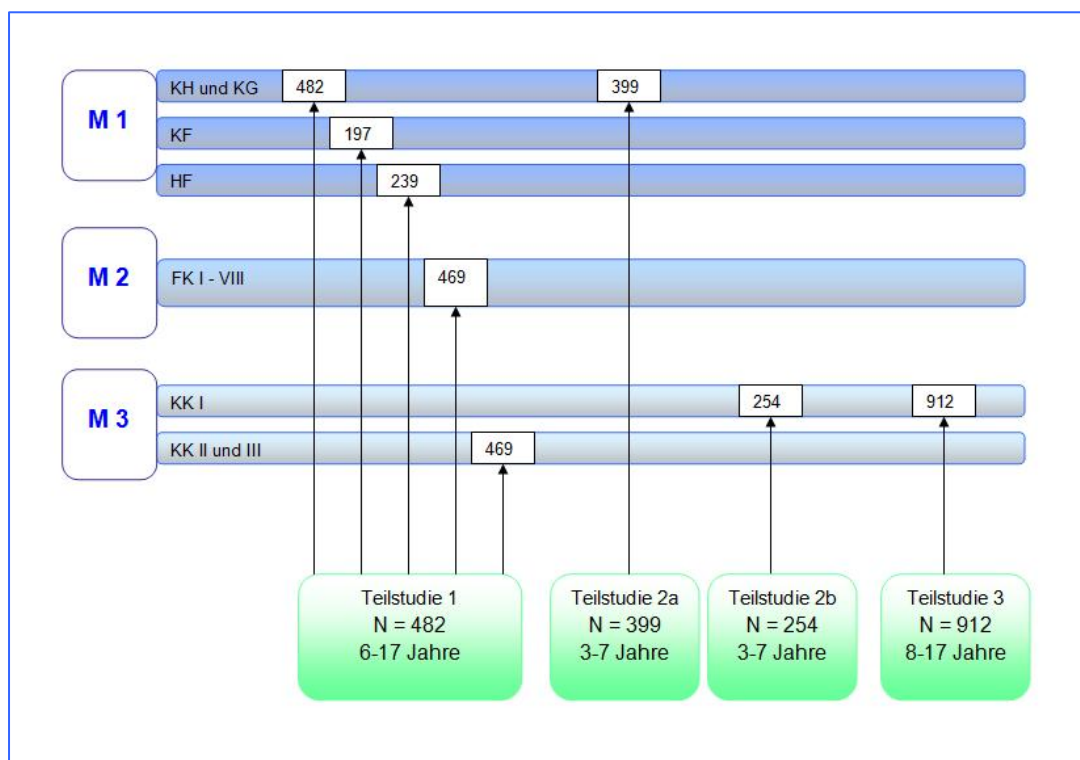 M 1
KH und KG
482
399
KF
197
HF
239
M 2
FK I - VIII
469
M 3
KK I
254
912
KK II und III
469
Teilstudie 1
N = 482
6-17 Jahre
Teilstudie 2a
N = 399
3-7 Jahre
Teilstudie 2b
N = 254
3-7 Jahre
Teilstudie 3
N = 912
8-17 Jahre